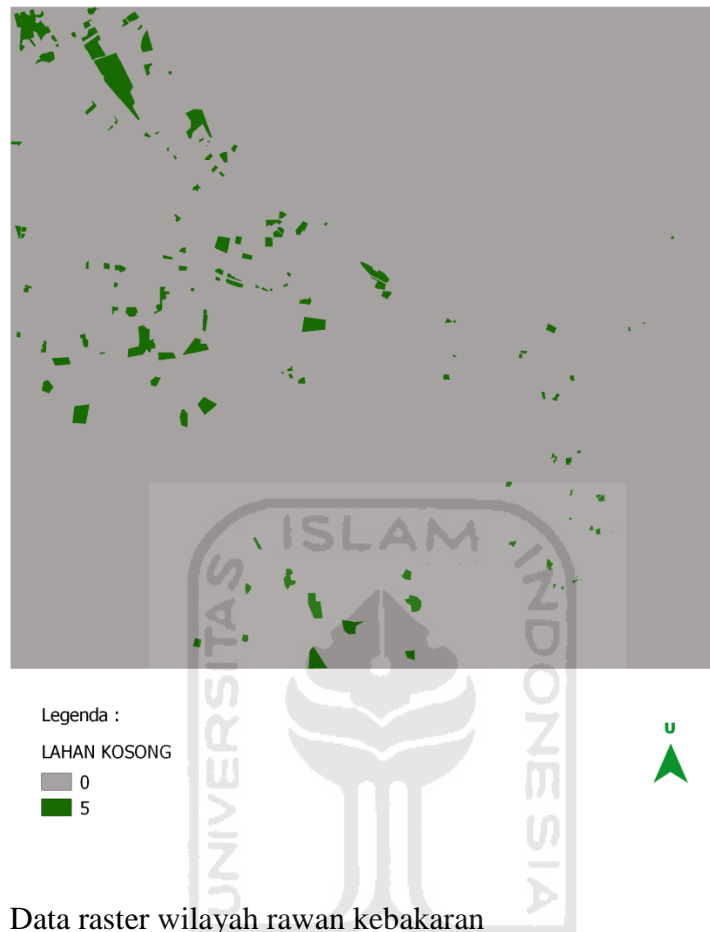 ISLAM
UNIVERSITAS
INDONESIA
Legenda :
LAHAN KOSONG
0
5
U
Data raster wilayah rawan kebakaran